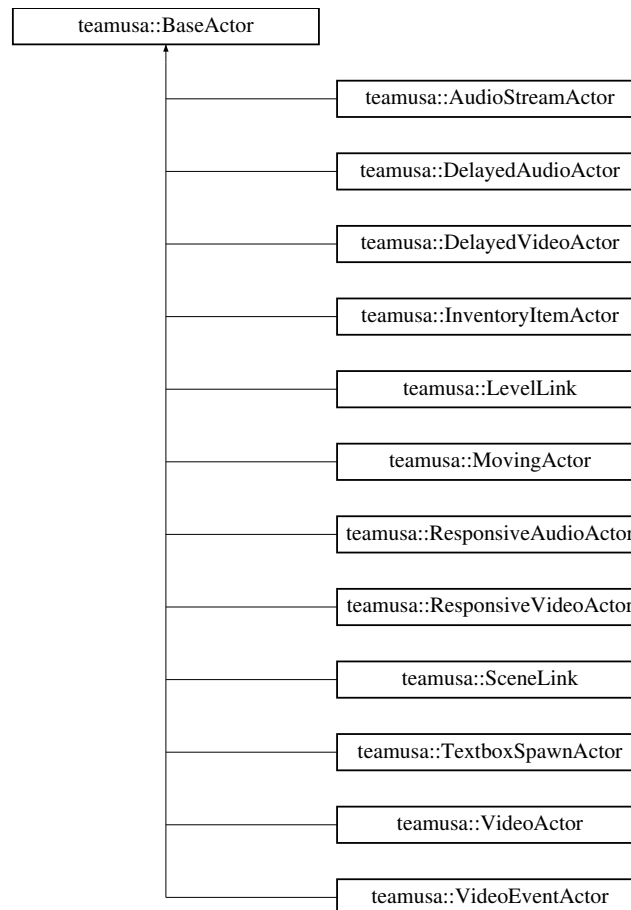 teamusa::BaseActor
teamusa::AudioStreamActor
teamusa::DelayedAudioActor
teamusa::DelayedVideoActor
teamusa::InventoryItemActor
teamusa::LevelLink
teamusa::MovingActor
teamusa::ResponsiveAudioActor
teamusa::ResponsiveVideoActor
teamusa::SceneLink
teamusa::TextboxSpawnActor
teamusa::VideoActor
teamusa::VideoEventActor